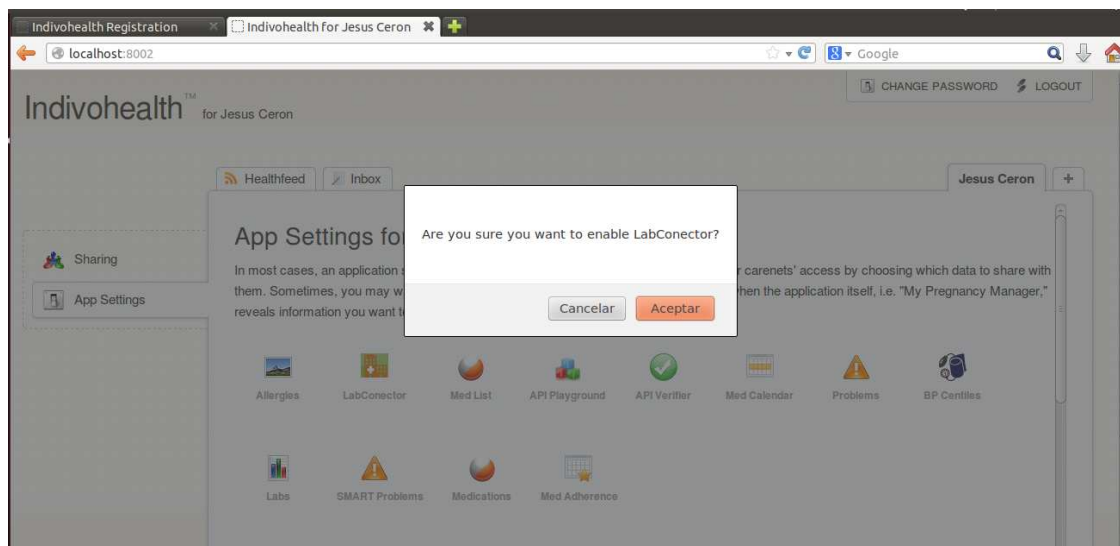 Indivohealth Registration
Indivohealth for Jesus Ceron
localhost:8002
Google
CHANGE PASSWORD
LOGOUT
Indivohealth™ for Jesus Ceron
Healthfeed
Inbox
Jesus Ceron
+
Sharing
App Settings
App Settings fo
In most cases, an application
carenets' access by choosing which data to share with
them. Sometimes, you may
when the application itself, i.e. "My Pregnancy Manager,"
reveals information you want
Are you sure you want to enable LabConector?
Cancelar
Aceptar
Allergies
LabConector
Med List
API Playground
API Verifier
Med Calendar
Problems
BP Centiles
Labs
SMART Problems
Medications
Med Adherence